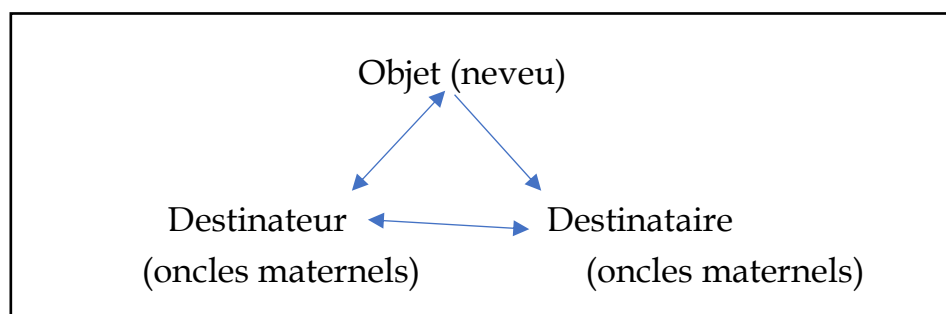 Objet (neveu)
Destinateur Destinataire
(oncles maternels) (oncles maternels)